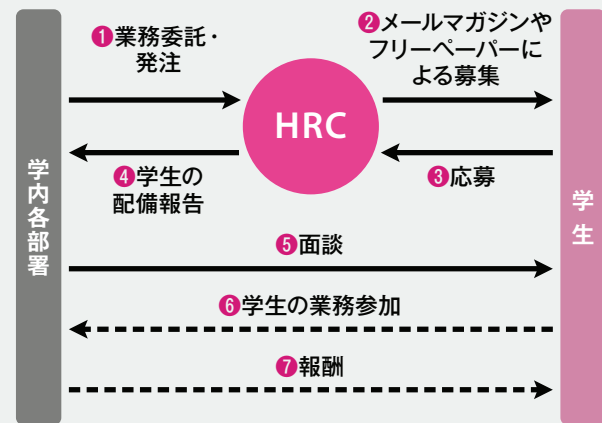 ❶業務委託・
発注
❷メールマガジンや
フリーペーパーに
よる募集
HRC
❹学生の
配備報告
❸応募
学内各部署
学生
❺面談
❻学生の業務参加
❼報酬